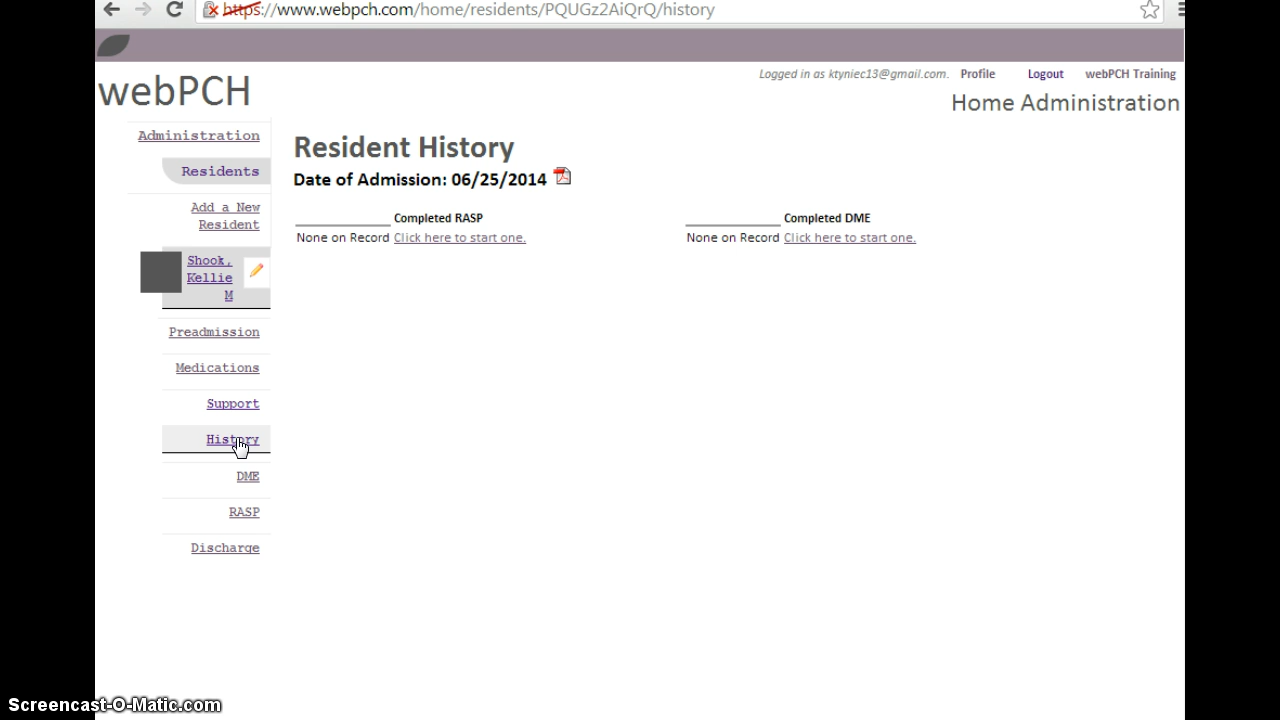 https://www.webpch.com/home/residents/PQUGz2AiQrQ/history
Logged in as ktyniec13@gmail.com. Profile Logout webPCH Training
webPCH
Home Administration
Administration
Residents
Add a New
Resident
Shook,
Kellie
M
Preadmission
Medications
Support
History
DME
RASP
Discharge
Resident History
Date of Admission: 06/25/2014
Completed RASP
None on Record Click here to start one.
Completed DME
None on Record Click here to start one.
Screencast-O-Matic.com